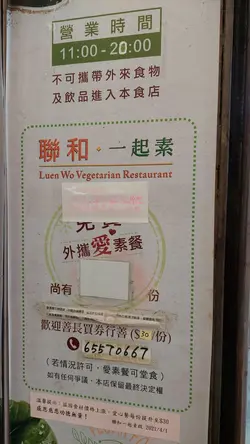 營業時間
11:00-20:00
不可攜帶外來食物
及飲品進入本食店
聯和·一起素
Luen Wo Vegetarian Restaurant
免費
外攜愛素餐
尚有 份
歡迎善長買券行善($30/份)
65570667
(若情況許可,愛素餐可堂食)
如有任何爭議,本店保留最終決定權